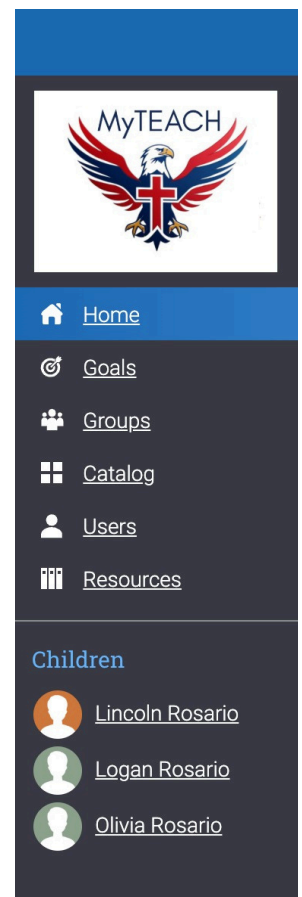 MyTEACH
Home
Goals
Groups
Catalog
Users
Resources
Children
Lincoln Rosario
Logan Rosario
Olivia Rosario